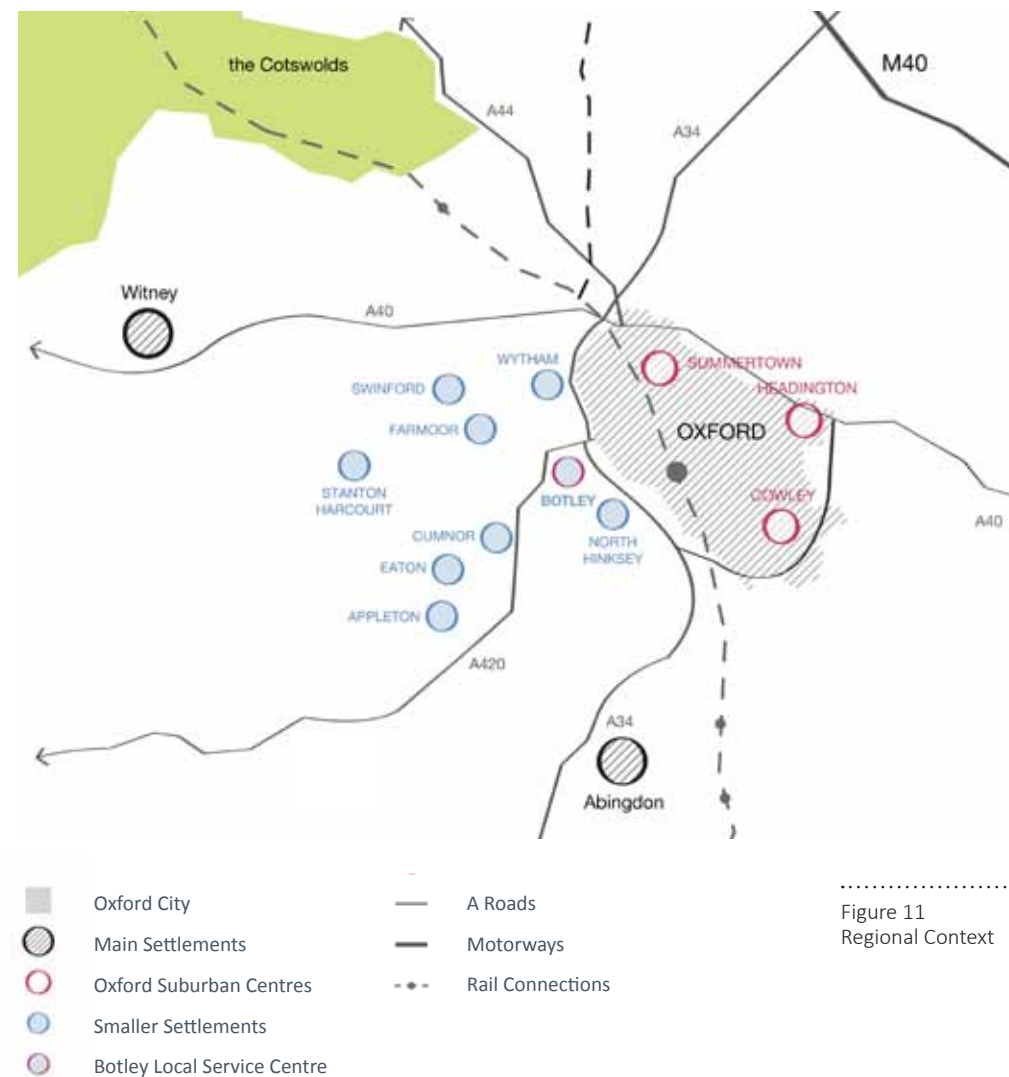 the Cotswolds
M40
A44
A34
Witney
A40
WYTHAM
SUMMERTOWN
SWINFORD
HEADINGTON
FARMOOR
OXFORD
STANTON
HARCOURT
BOTLEY
COWLEY
A40
CUMNOR
NORTH
HINKSEY
EATON
APPLETON
A420
A34
Abingdon
Oxford City
Main Settlements
Oxford Suburban Centres
Smaller Settlements
Botley Local Service Centre
A Roads
Motorways
Rail Connections
Figure 11
Regional Context